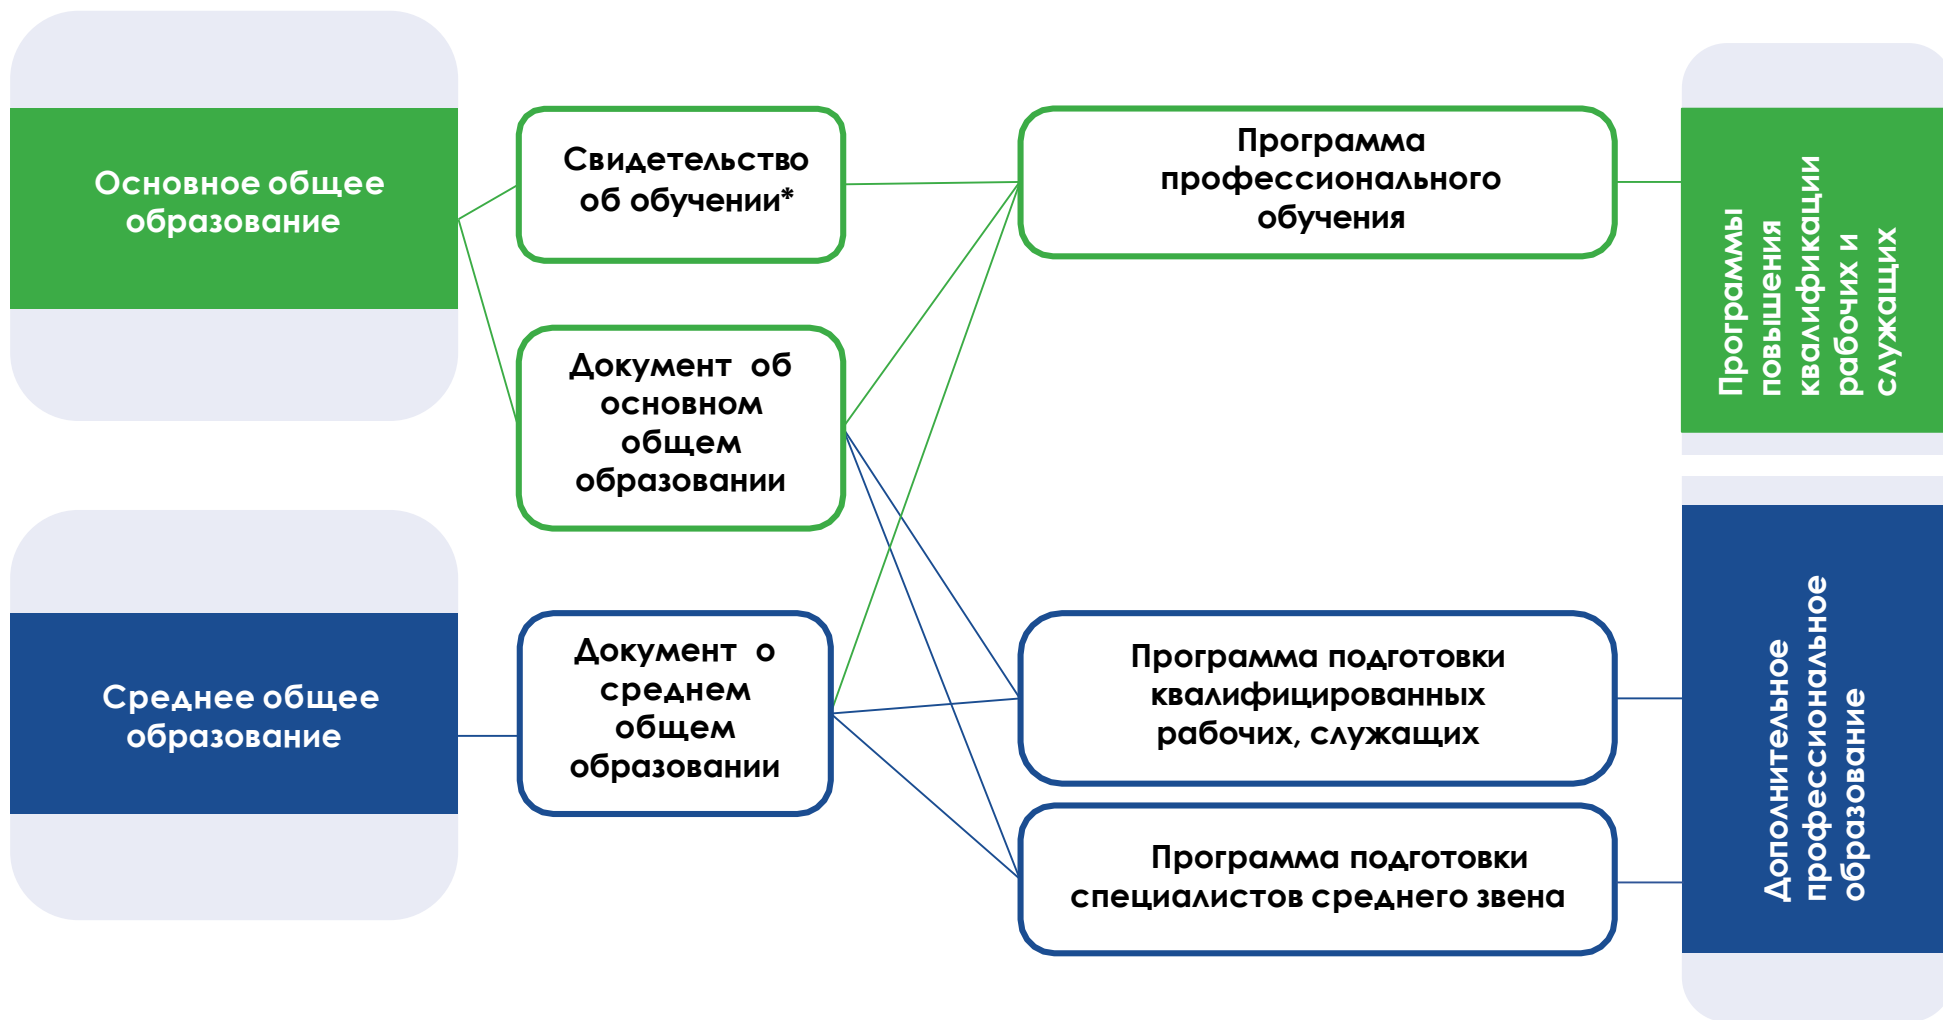 Основное общее
образование
Свидетельство
об обучении*
Программа
профессионального
обучения
Программы
повышения
квалификации
рабочих и
служащих
Документ об
основном
общем
образовании
Среднее общее
образование
Документ о
среднем
общем
образовании
Программа подготовки
квалифицированных
рабочих, служащих
Программа подготовки
специалистов среднего звена
Дополнительное
профессиональное
образование